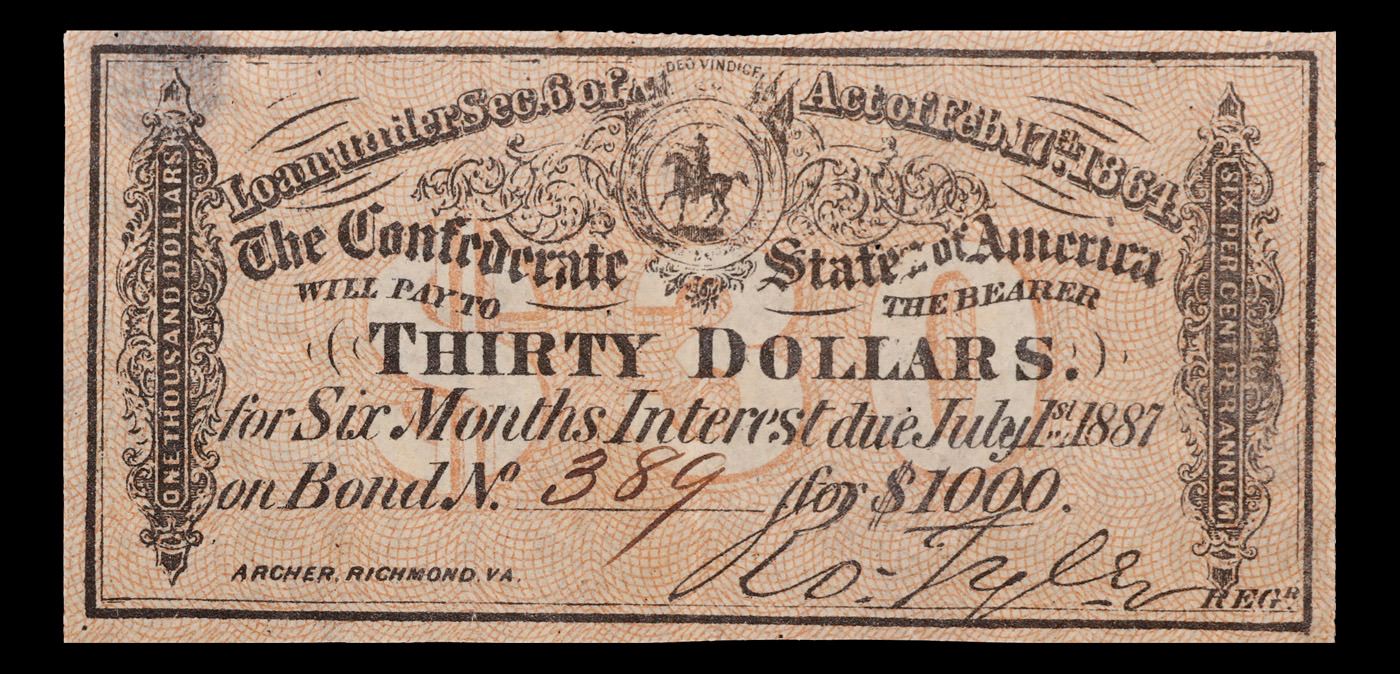 DEO VINDICE
Loan under Sec. 6 of Act of Feb. 17th 1864.
The Confederate States of America
WILL PAY TO THE BEARER
$30
(THIRTY DOLLARS.)
for Six Months Interest due July 1st 1887
on Bond No. 389 for $1000.
Ro: Tyler
REGR.
ARCHER, RICHMOND, VA.
ONE THOUSAND DOLLARS
SIX PER CENT PER ANNUM